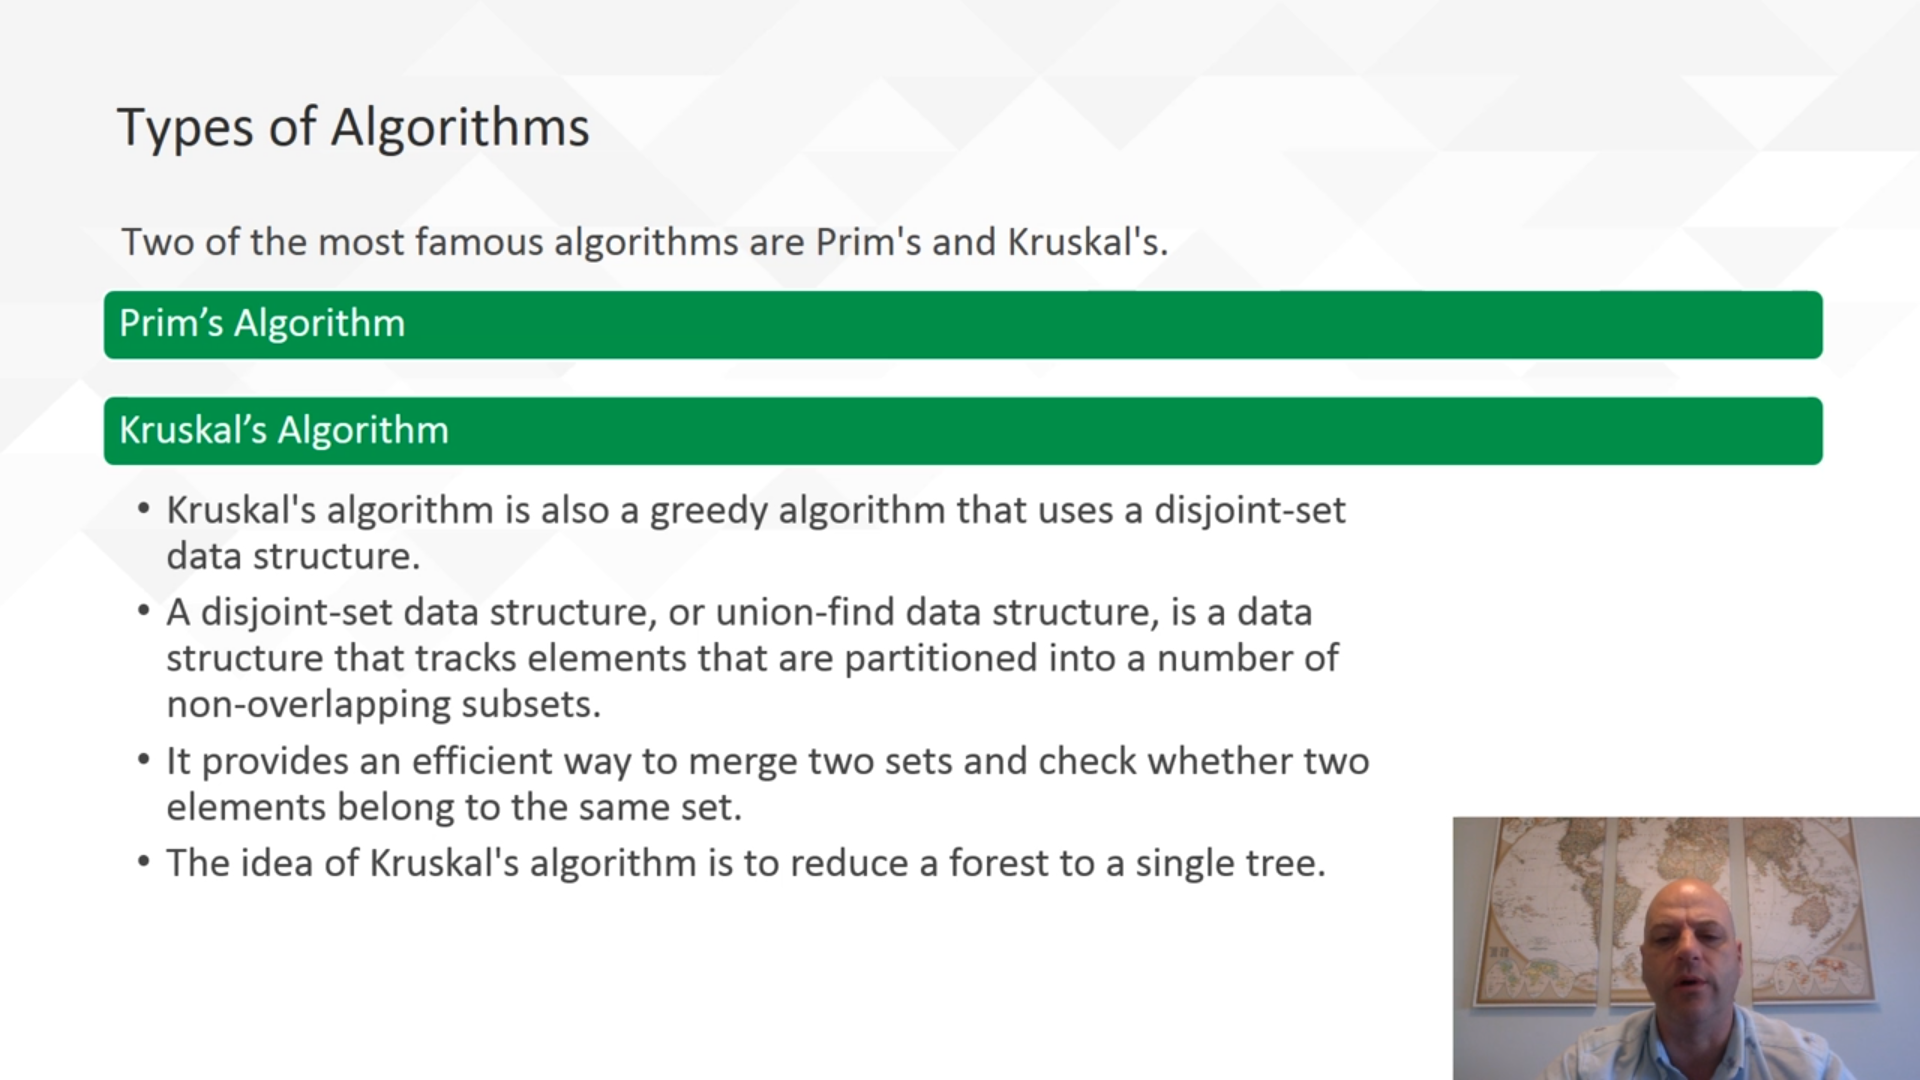 Types of Algorithms
Two of the most famous algorithms are Prim's and Kruskal's.
Prim’s Algorithm
Kruskal’s Algorithm
• Kruskal's algorithm is also a greedy algorithm that uses a disjoint-set
data structure.
• A disjoint-set data structure, or union-find data structure, is a data
structure that tracks elements that are partitioned into a number of
non-overlapping subsets.
• It provides an efficient way to merge two sets and check whether two
elements belong to the same set.
• The idea of Kruskal's algorithm is to reduce a forest to a single tree.